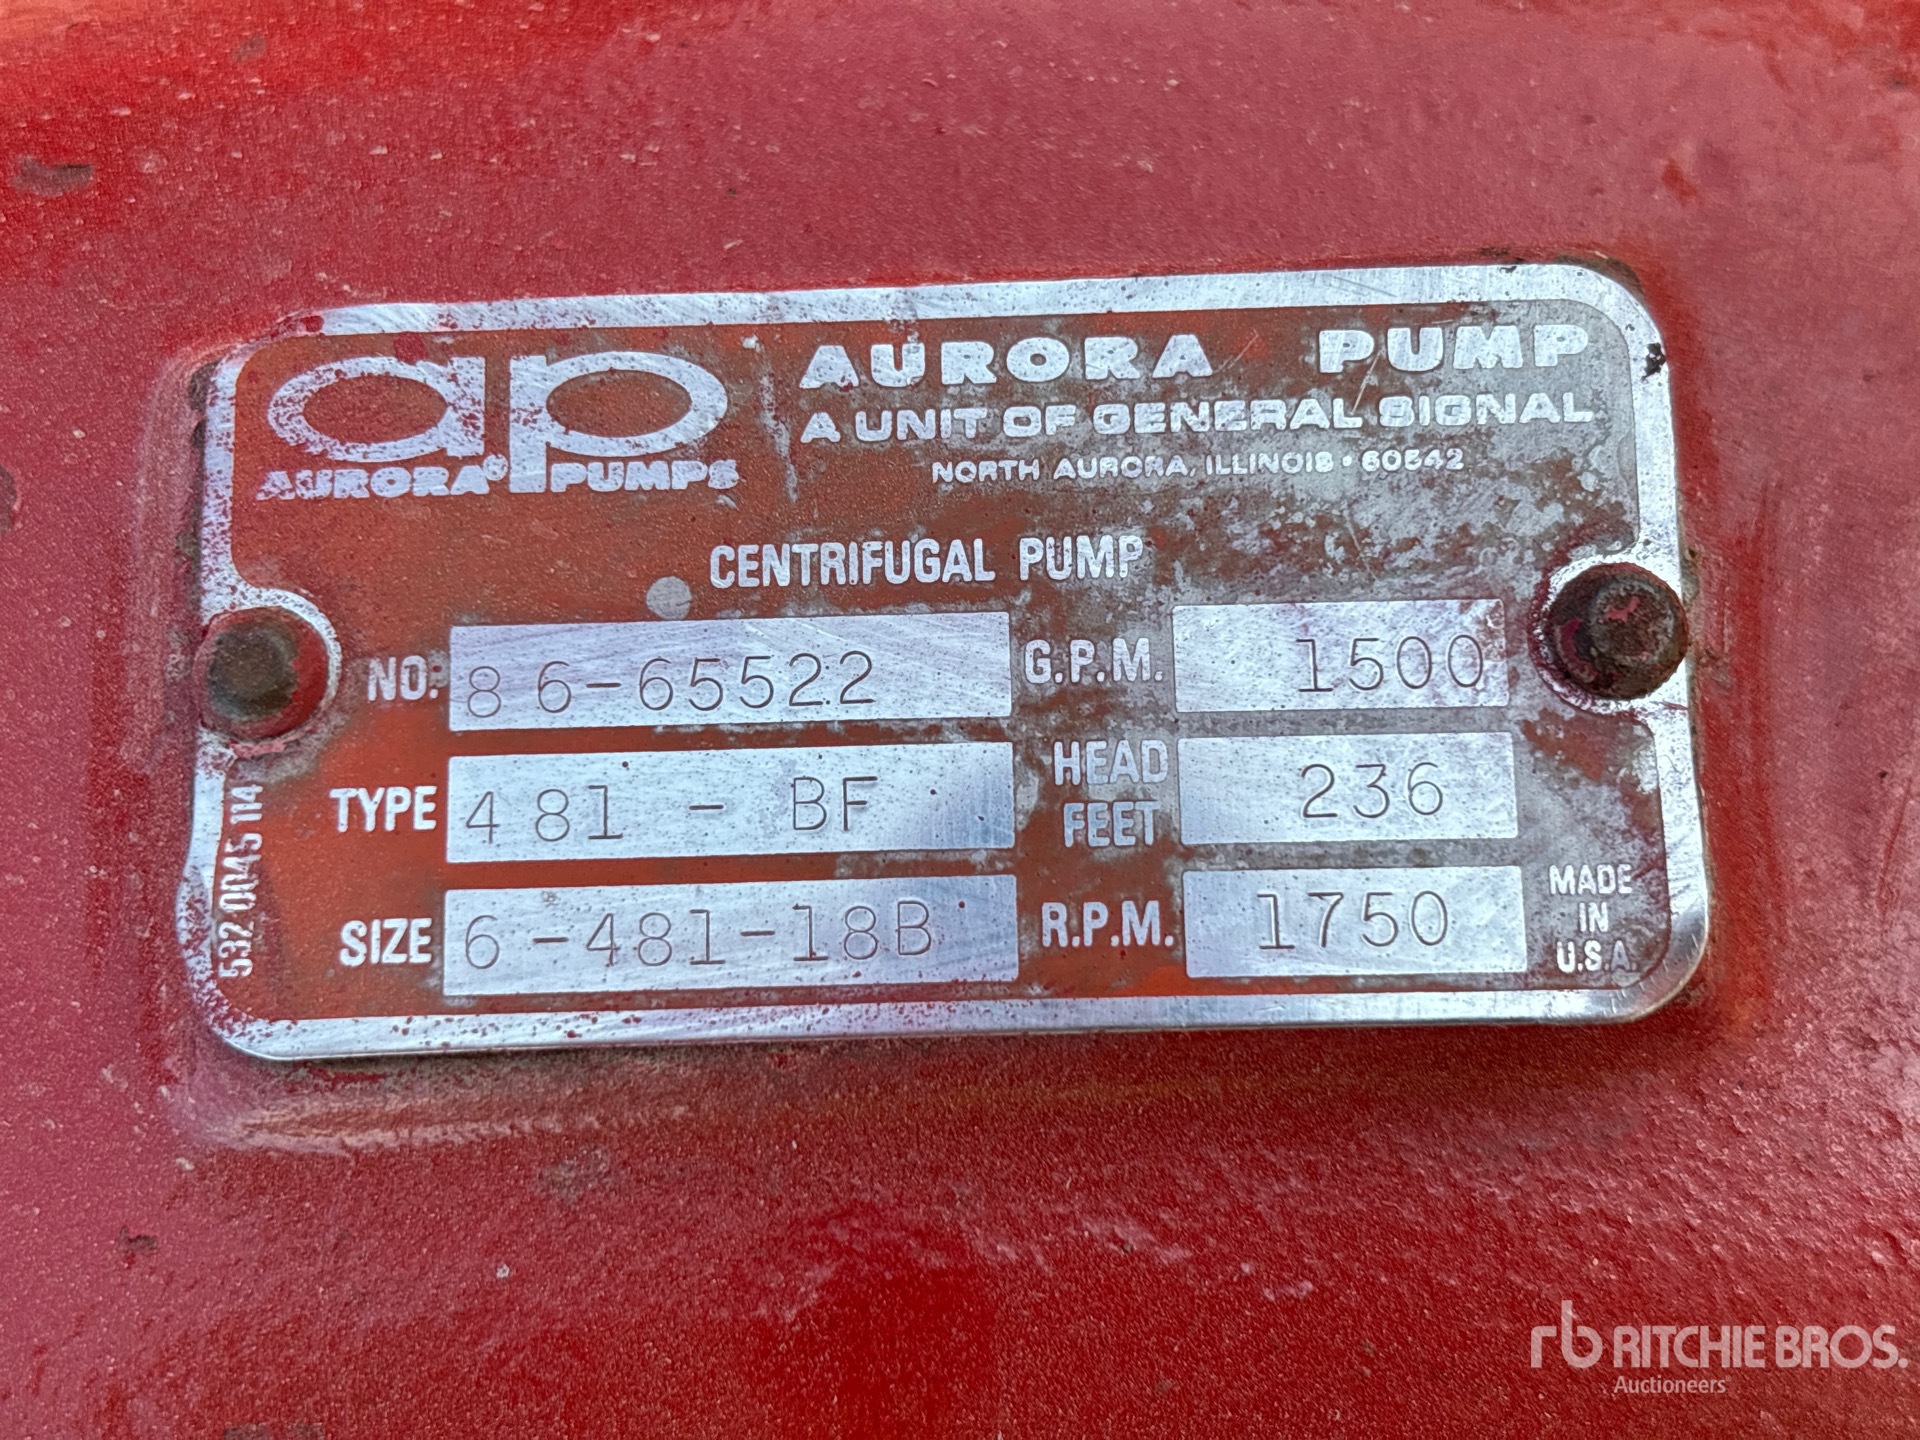 ap
AURORA® PUMPS
AURORA PUMP
A UNIT OF GENERAL SIGNAL
NORTH AURORA, ILLINOIS • 60542
CENTRIFUGAL PUMP
NO: 86-65522 G.P.M. 1500
TYPE 481 - BF HEAD FEET 236
SIZE 6-481-18B R.P.M. 1750
MADE IN U.S.A.
532 0045 114
rb RITCHIE BROS.
Auctioneers